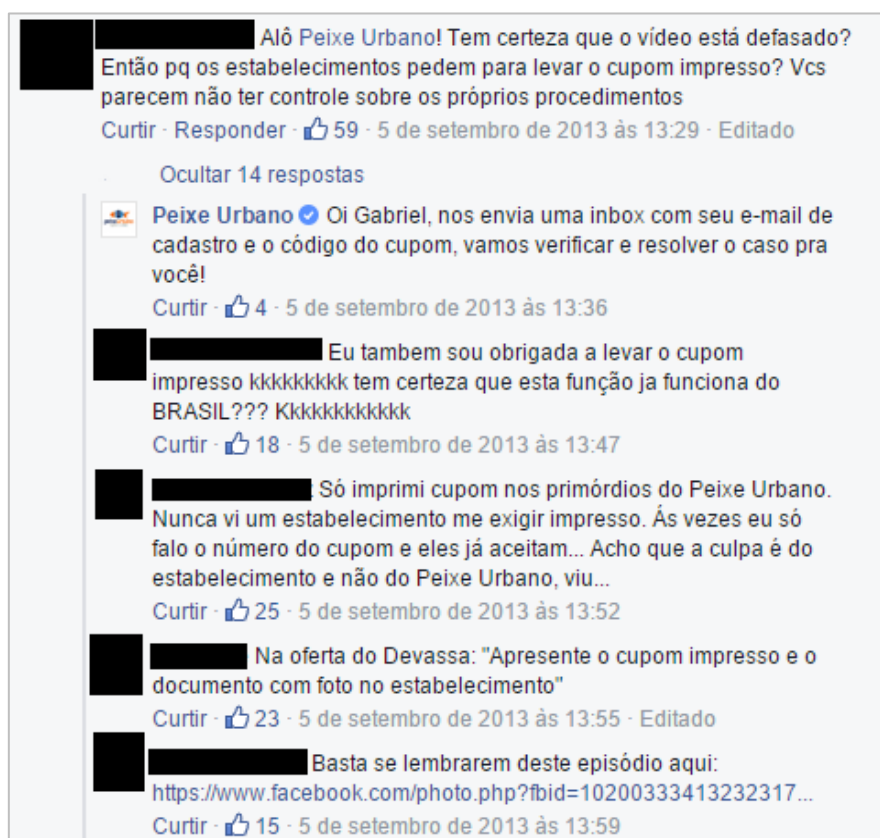 Alô Peixe Urbano! Tem certeza que o vídeo está defasado?
Então pq os estabelecimentos pedem para levar o cupom impresso? Vcs
parecem não ter controle sobre os próprios procedimentos
Curtir · Responder · 59 · 5 de setembro de 2013 às 13:29 · Editado
Ocultar 14 respostas
Peixe Urbano Oi Gabriel, nos envia uma inbox com seu e-mail de
cadastro e o código do cupom, vamos verificar e resolver o caso pra
você!
Curtir · 4 · 5 de setembro de 2013 às 13:36
Eu tambem sou obrigada a levar o cupom
impresso kkkkkkkkk tem certeza que esta função ja funciona do
BRASIL??? Kkkkkkkkkkkk
Curtir · 18 · 5 de setembro de 2013 às 13:47
Só imprimi cupom nos primórdios do Peixe Urbano.
Nunca vi um estabelecimento me exigir impresso. Ás vezes eu só
falo o número do cupom e eles já aceitam... Acho que a culpa é do
estabelecimento e não do Peixe Urbano, viu...
Curtir · 25 · 5 de setembro de 2013 às 13:52
Na oferta do Devassa: "Apresente o cupom impresso e o
documento com foto no estabelecimento"
Curtir · 23 · 5 de setembro de 2013 às 13:55 · Editado
Basta se lembrarem deste episódio aqui:
https://www.facebook.com/photo.php?fbid=10200333413232317...
Curtir · 15 · 5 de setembro de 2013 às 13:59